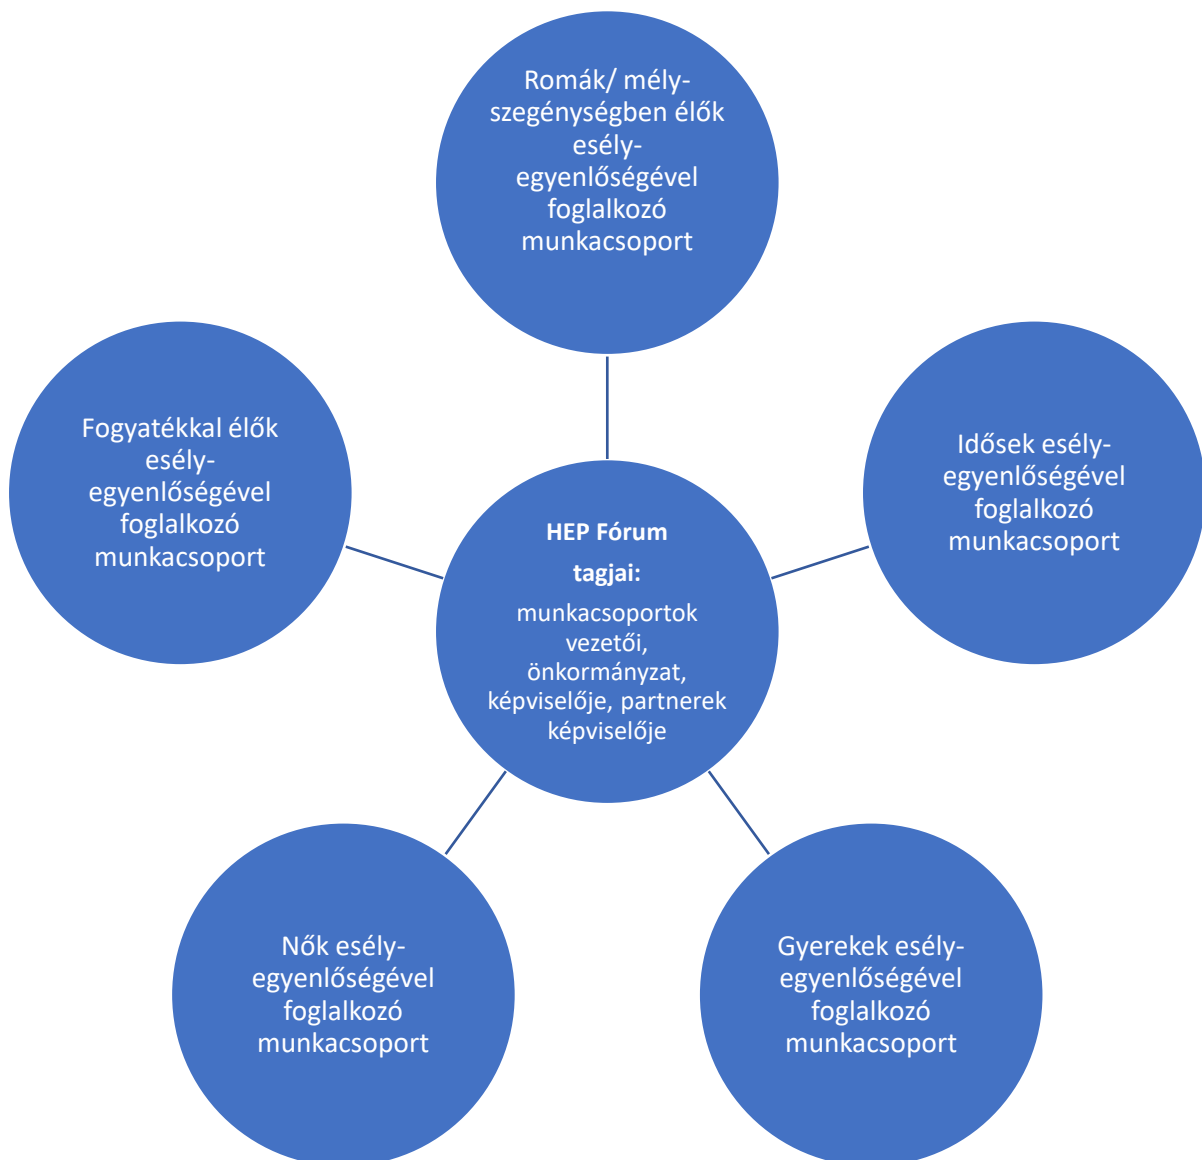 Romák/ mély-
szegénységben élők
esély-
egyenlőségével
foglalkozó
munkacsoport
Fogyatékkal élők
esély-
egyenlőségével
foglalkozó
munkacsoport
Idősek esély-
egyenlőségével
foglalkozó
munkacsoport
HEP Fórum
tagjai:
munkacsoportok
vezetői,
önkormányzat,
képviselője, partnerek
képviselője
Nők esély-
egyenlőségével
foglalkozó
munkacsoport
Gyerekek esély-
egyenlőségével
foglalkozó
munkacsoport